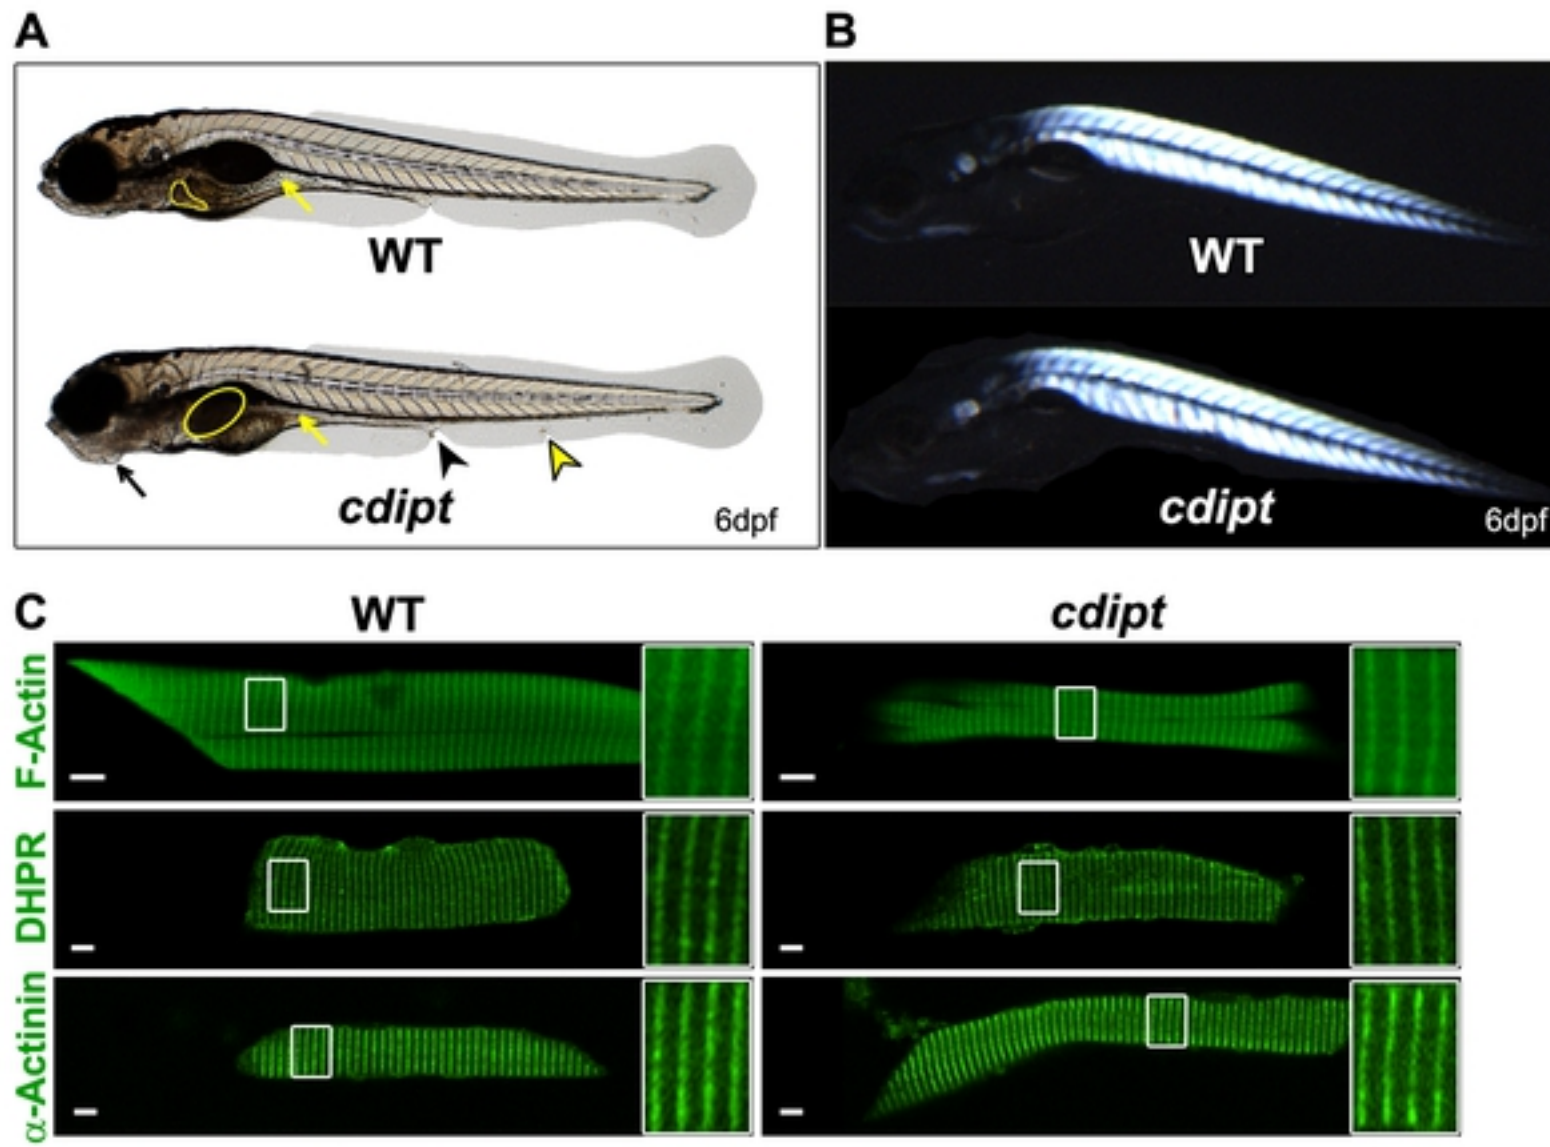 A
B
WT
WT
cdipt
6dpf
cdipt
6dpf
C
WT
cdipt
F-Actin
DHPR
α-Actinin